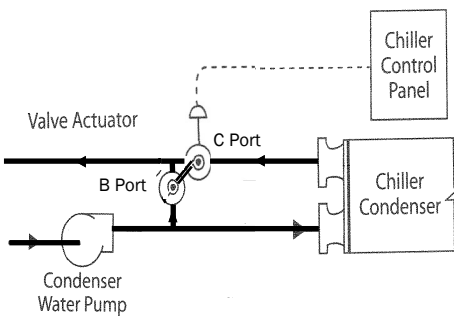 Chiller
Control
Panel
Valve Actuator
C Port
B Port
Chiller
Condenser
Condenser
Water Pump